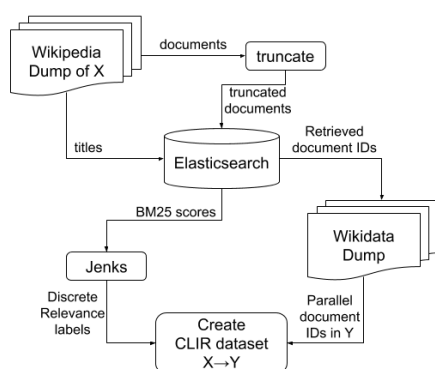 Wikipedia
Dump of X
documents
truncate
truncated
documents
titles
Elasticsearch
Retrieved
document IDs
BM25 scores
Wikidata
Dump
Jenks
Discrete
Relevance
labels
Parallel
document
IDs in Y
Create
CLIR dataset
X→Y